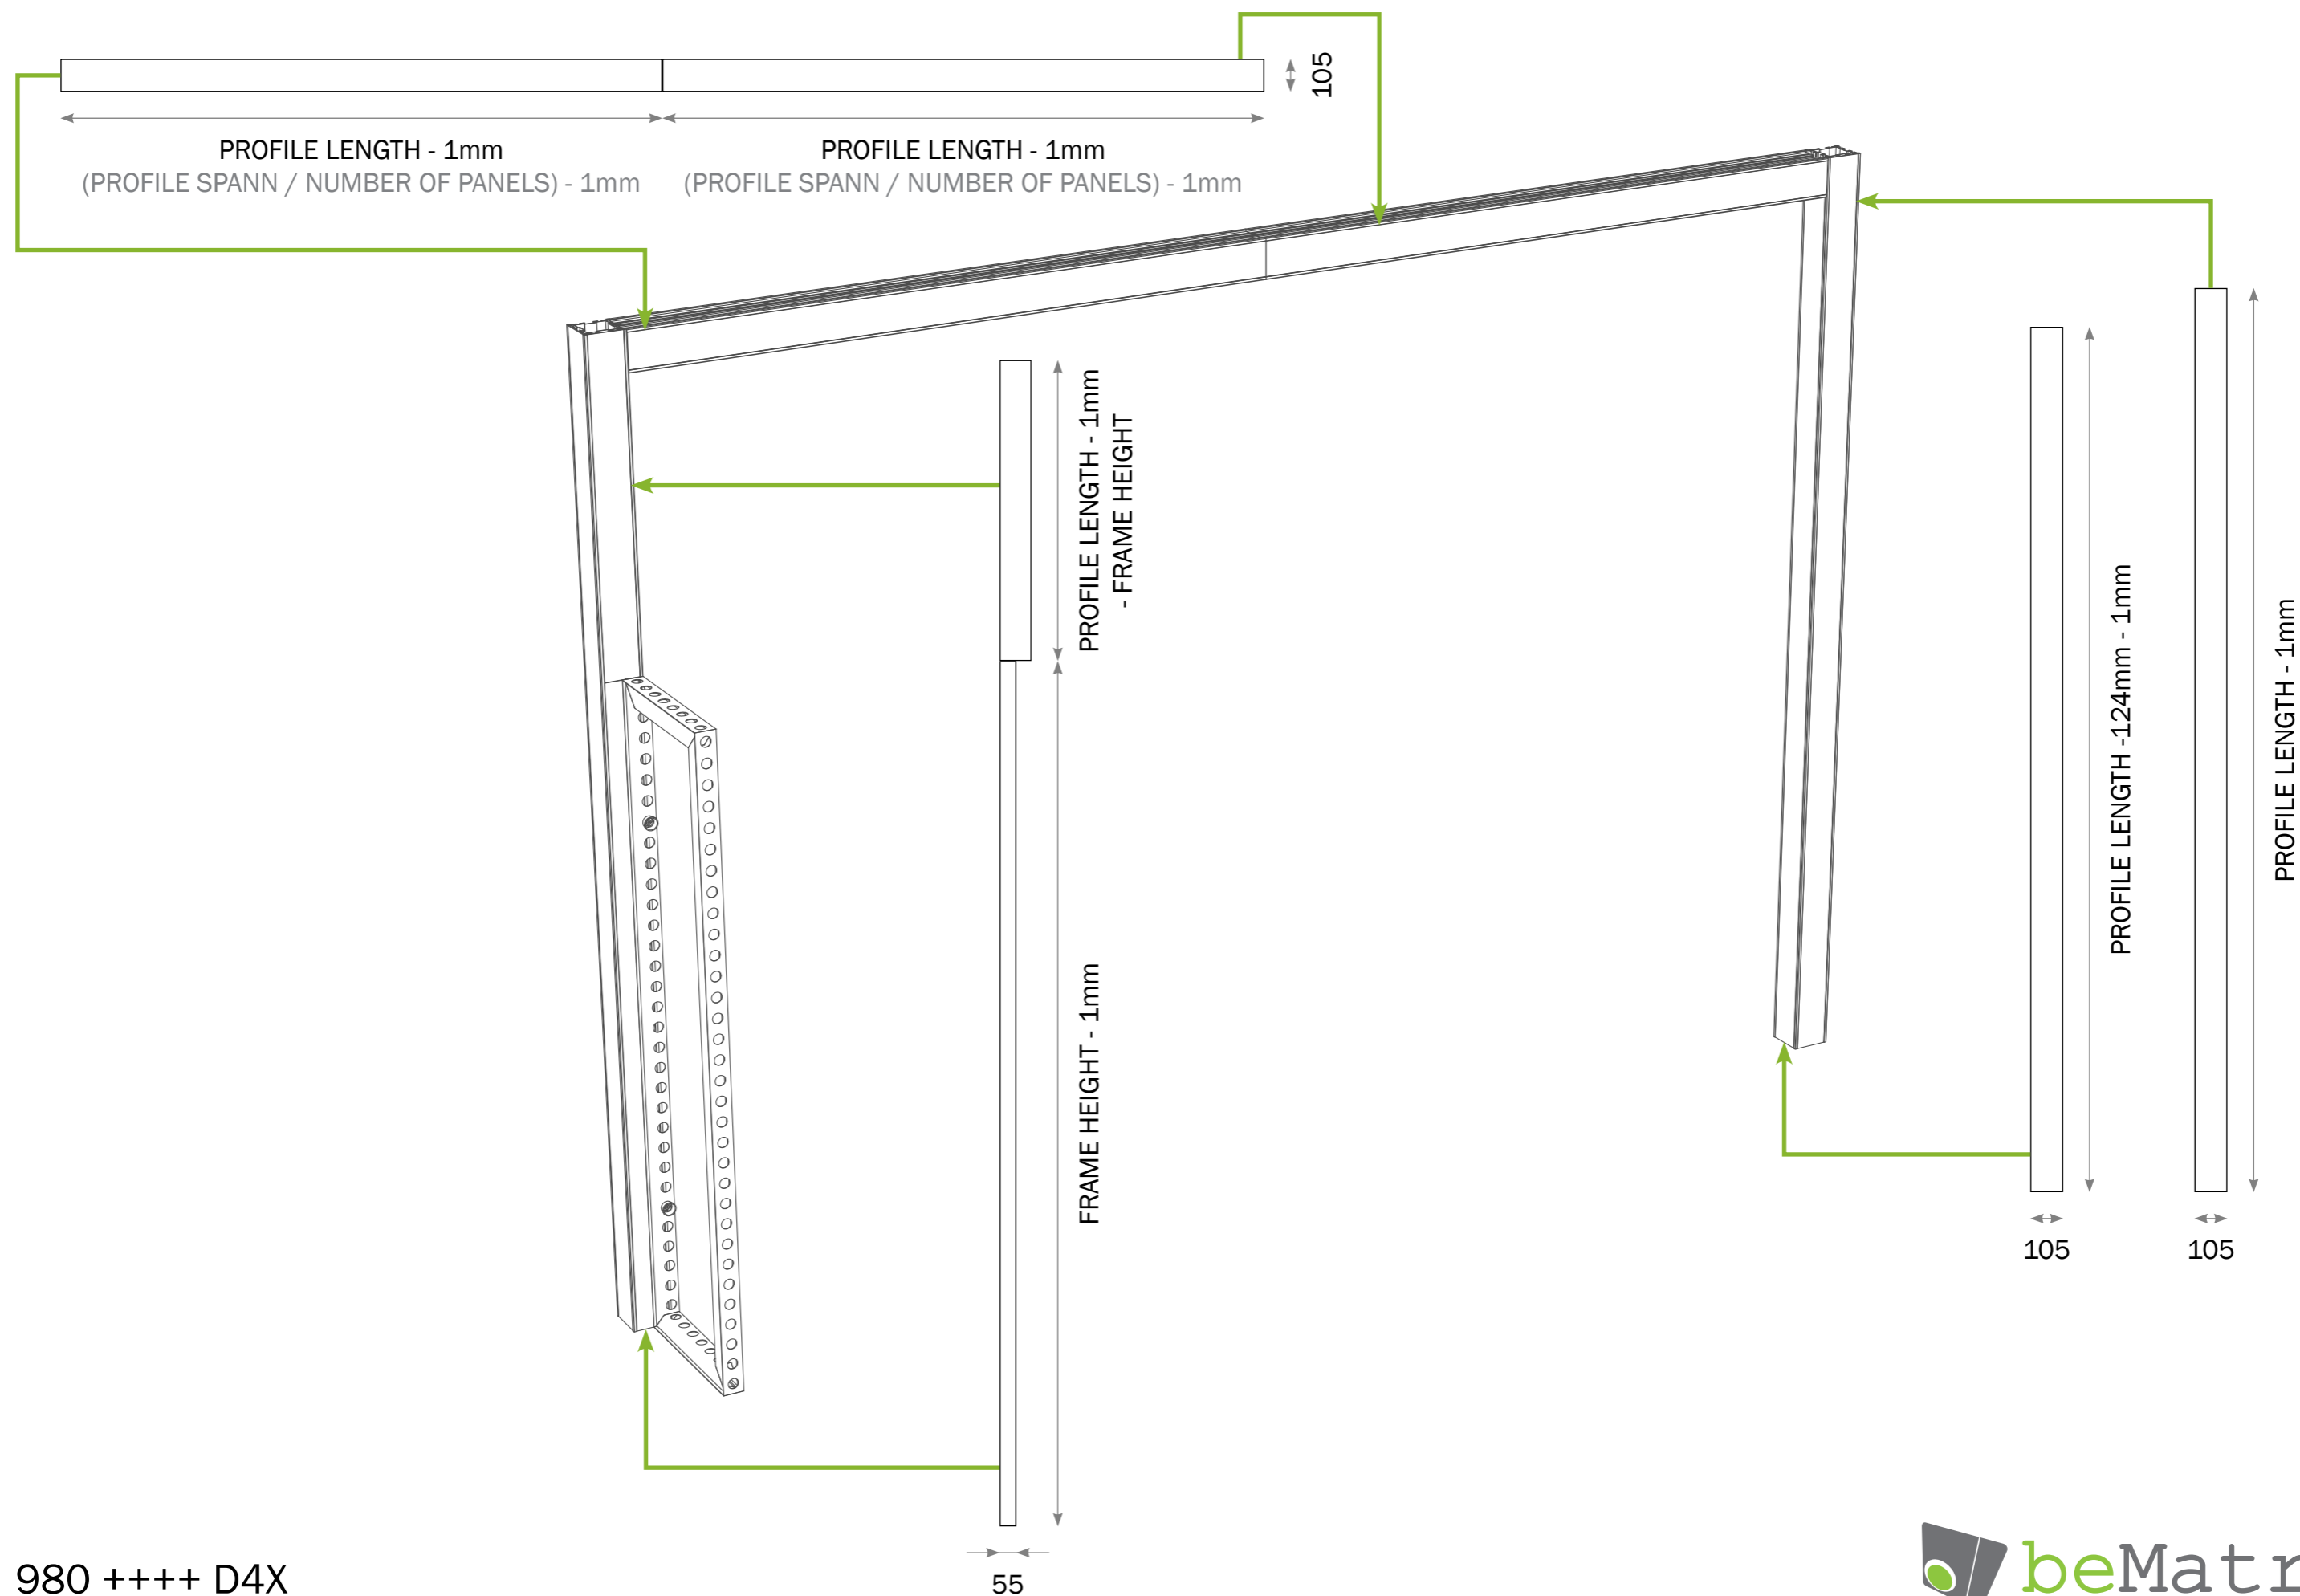 105
PROFILE LENGTH - 1mm
(PROFILE SPANN / NUMBER OF PANELS) - 1mm
PROFILE LENGTH - 1mm
(PROFILE SPANN / NUMBER OF PANELS) - 1mm
PROFILE LENGTH - 1mm
- FRAME HEIGHT
FRAME HEIGHT - 1mm
PROFILE LENGTH -124mm - 1mm
PROFILE LENGTH - 1mm
105
105
55
980 ++++ D4X
beMatr